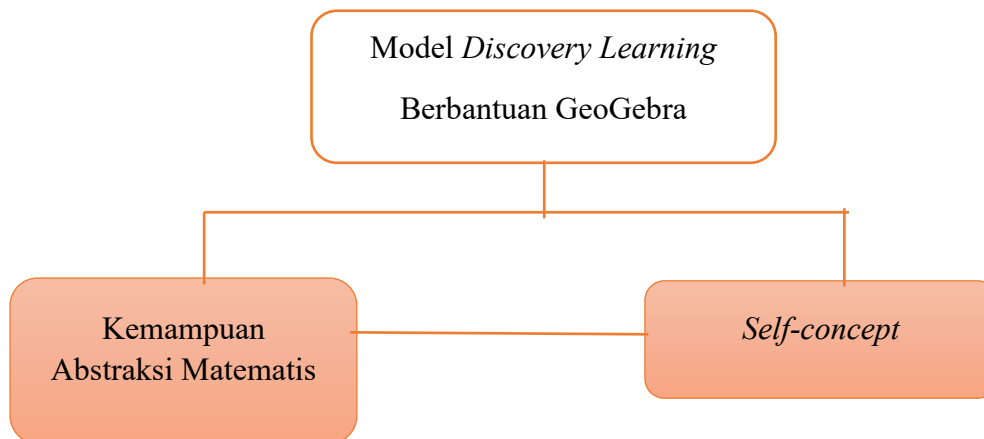 Model Discovery Learning
Berbantuan GeoGebra
Kemampuan
Abstraksi Matematis
Self-concept